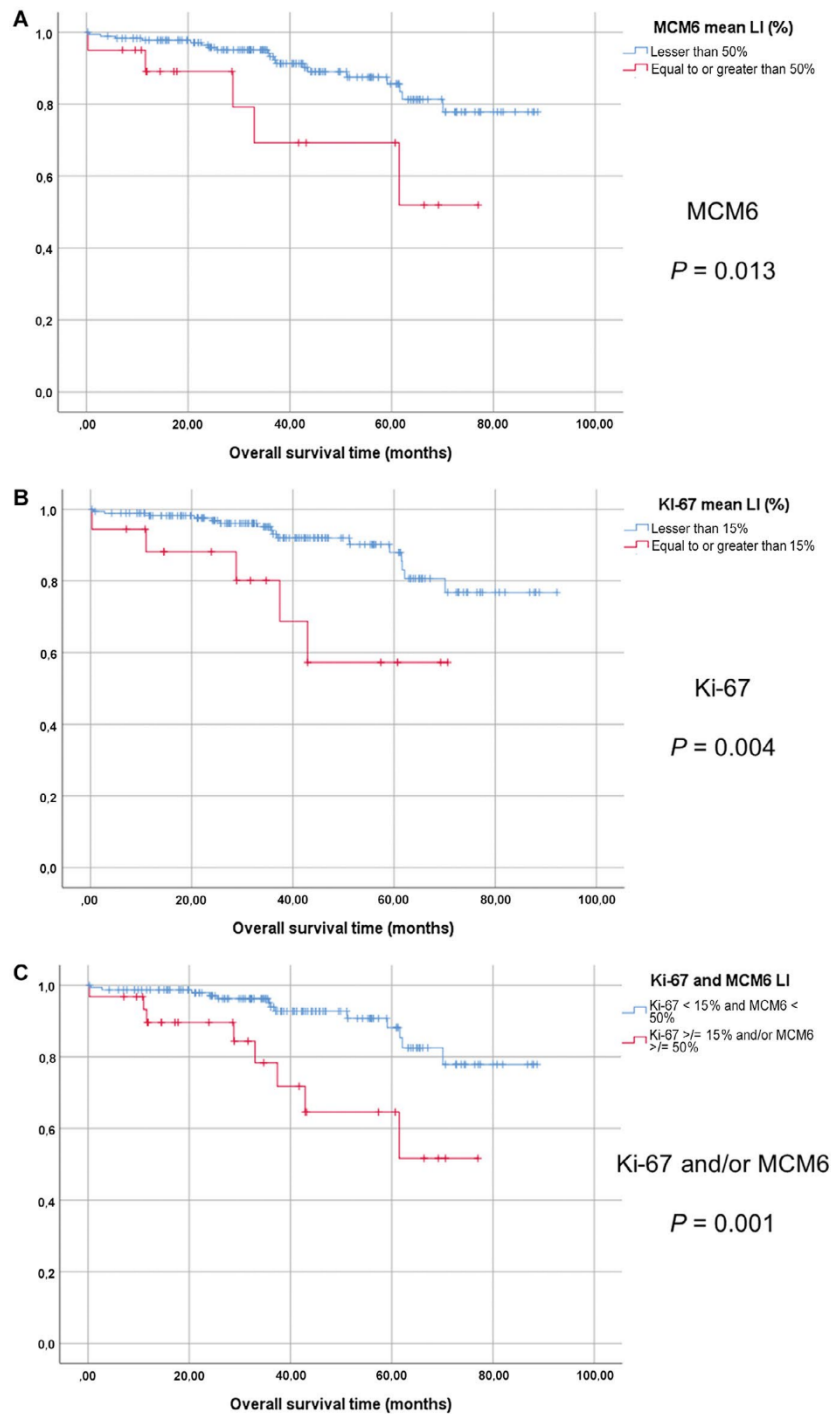 A
MCM6 mean LI (%)
Lesser than 50%
Equal to or greater than 50%
1,0
0,8
0,6
0,4
0,2
0,0
MCM6
P = 0.013
,00 20,00 40,00 60,00 80,00 100,00
Overall survival time (months)
B
KI-67 mean LI (%)
Lesser than 15%
Equal to or greater than 15%
1,0
0,8
0,6
0,4
0,2
0,0
Ki-67
P = 0.004
,00 20,00 40,00 60,00 80,00 100,00
Overall survival time (months)
C
Ki-67 and MCM6 LI
Ki-67 < 15% and MCM6 <
50%
Ki-67 >/= 15% and/or MCM6
>/= 50%
1,0
0,8
0,6
0,4
0,2
0,0
Ki-67 and/or MCM6
P = 0.001
,00 20,00 40,00 60,00 80,00 100,00
Overall survival time (months)